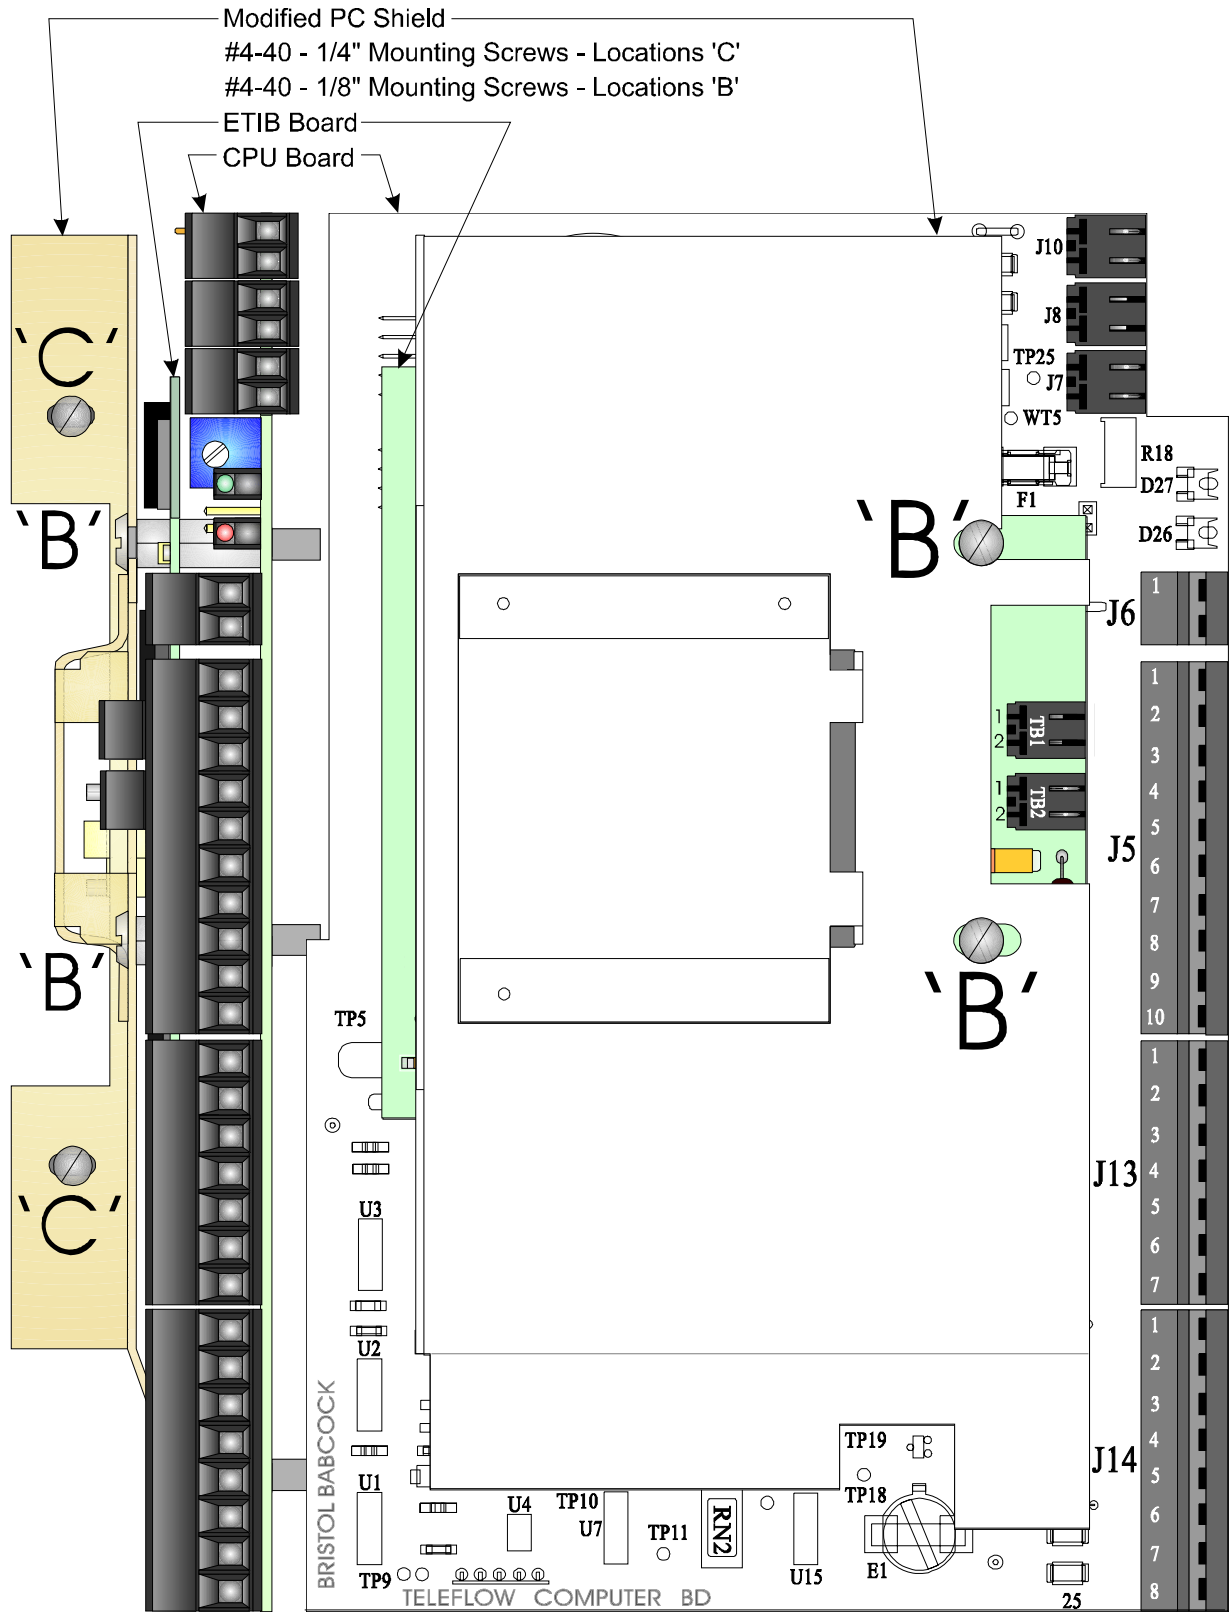 Modified PC Shield
#4-40 - 1/4" Mounting Screws - Locations 'C'
#4-40 - 1/8" Mounting Screws - Locations 'B'
ETIB Board
CPU Board
'C'
'B'
'B'
'C'
J10
J8
TP25
J7
WT5
R18
F1
D27
D26
'B'
J6
1
1
2
TB1
1
2
TB2
J5
1
2
3
4
5
6
7
8
9
10
'B'
TP5
J13
1
2
3
4
5
6
7
U3
U2
U1
J14
1
2
3
4
5
6
7
8
TP19
TP18
TP10
U4
U7
TP11
RN2
U15
E1
TP9
25
BRISTOL BABCOCK
TELEFLOW COMPUTER BD